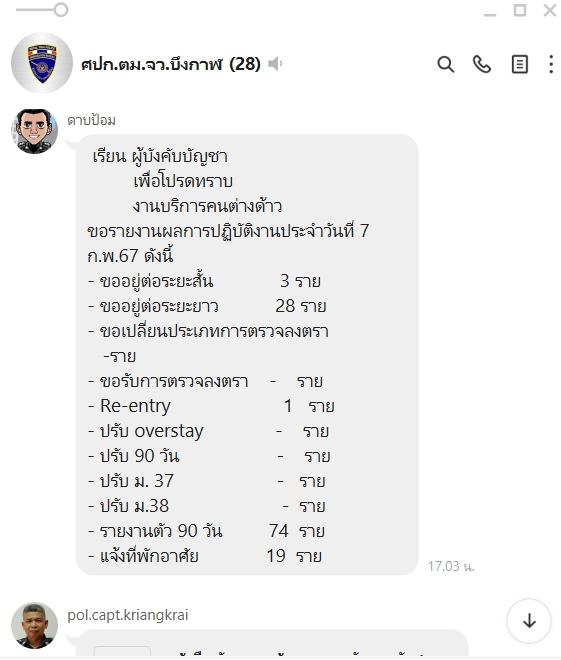 ศปก.ตม.จว.บึงกาฬ (28)
ดาบป้อม
เรียน ผู้บังคับบัญชา
เพื่อโปรดทราบ
งานบริการคนต่างด้าว
ขอรายงานผลการปฏิบัติงานประจำวันที่ 7
ก.พ.67 ดังนี้
- ขออยู่ต่อระยะสั้น 3 ราย
- ขออยู่ต่อระยะยาว 28 ราย
- ขอเปลี่ยนประเภทการตรวจลงตรา
-ราย
- ขอรับการตรวจลงตรา - ราย
- Re-entry 1 ราย
- ปรับ overstay - ราย
- ปรับ 90 วัน - ราย
- ปรับ ม. 37 - ราย
- ปรับ ม.38 - ราย
- รายงานตัว 90 วัน 74 ราย
- แจ้งที่พักอาศัย 19 ราย
17.03 น.
pol.capt.kriangkrai